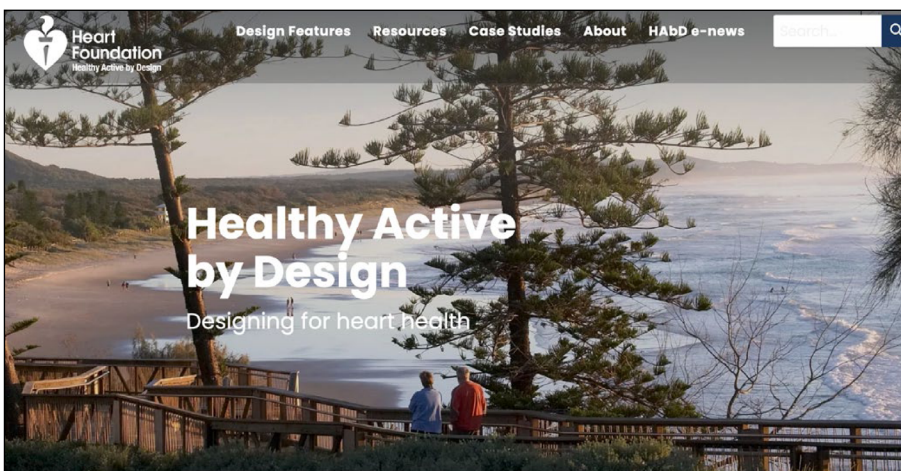 Heart
Foundation
Healthy Active by Design
Design Features Resources Case Studies About HAbD e-news Search...
Healthy Active
by Design
Designing for heart health